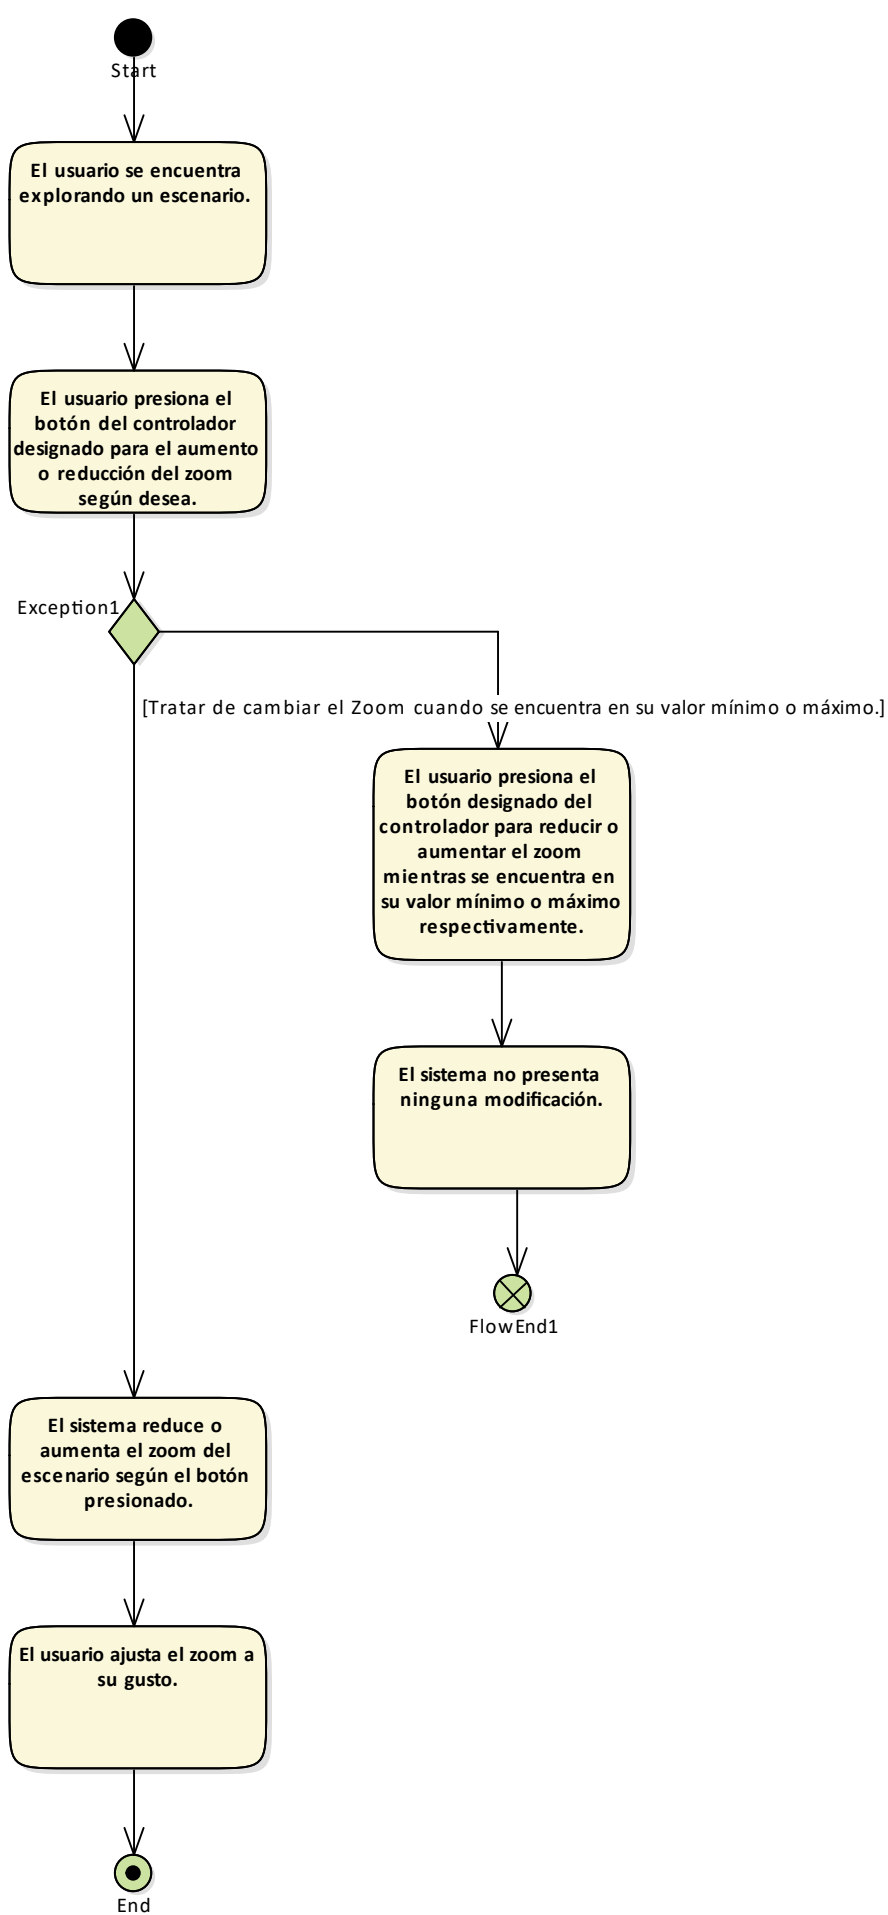 Start
El usuario se encuentra
explorando un escenario.
El usuario presiona el
botón del controlador
designado para el aumento
o reducción del zoom
según desea.
Exception1
[Tratar de cambiar el Zoom cuando se encuentra en su valor mínimo o máximo.]
El usuario presiona el
botón designado del
controlador para reducir o
aumentar el zoom
mientras se encuentra en
su valor mínimo o máximo
respectivamente.
El sistema no presenta
ninguna modificación.
FlowEnd1
El sistema reduce o
aumenta el zoom del
escenario según el botón
presionado.
El usuario ajusta el zoom a
su gusto.
End